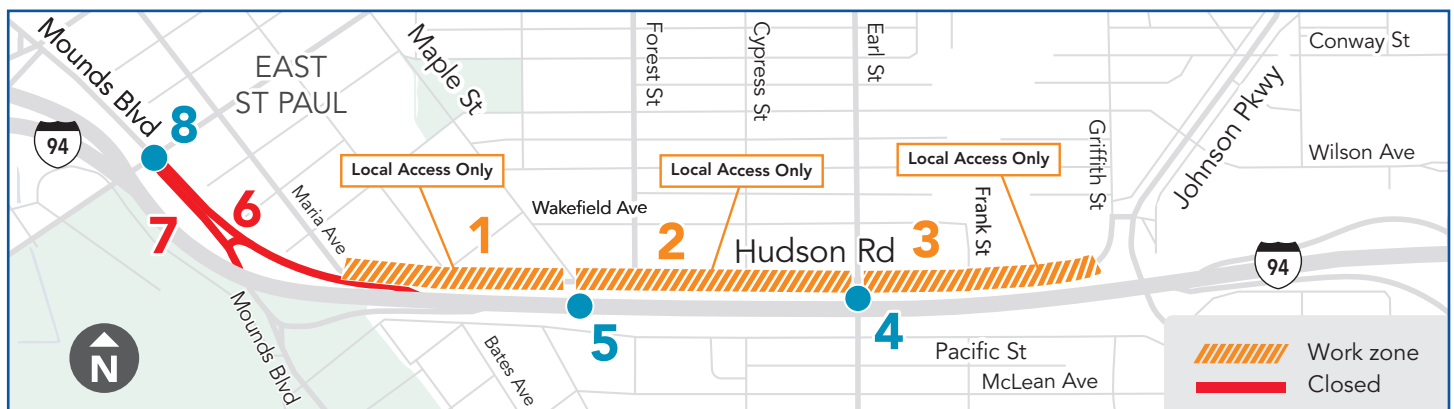 Mounds Blvd
EAST
ST PAUL
8
94
Maple St
Forest St
Cypress St
Earl St
Conway St
Johnson Pkwy
Wilson Ave
Griffith St
Local Access Only
Local Access Only
Local Access Only
Maria Ave
Wakefield Ave
Frank St
7
6
1
2
Hudson Rd
3
94
Mounds Blvd
5
4
Bates Ave
Pacific St
McLean Ave
N
Work zone
Closed